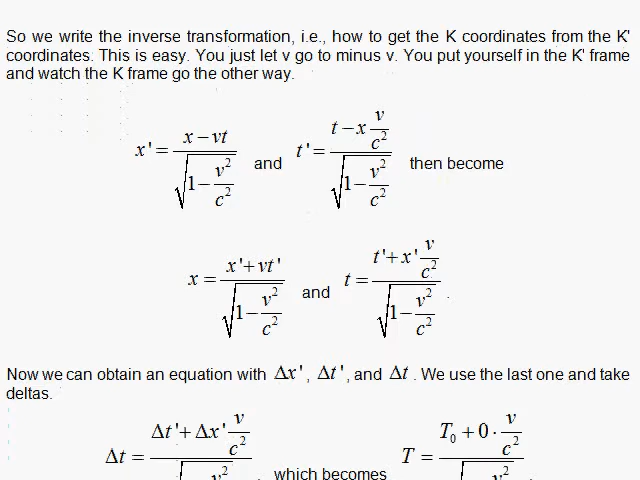 So we write the inverse transformation, i.e., how to get the K coordinates from the K'
coordinates. This is easy. You just let v go to minus v. You put yourself in the K' frame
and watch the K frame go the other way.
x' = (x − vt) / √(1 − v²/c²) and t' = (t − x v/c²) / √(1 − v²/c²) then become
x = (x' + vt') / √(1 − v²/c²) and t = (t' + x' v/c²) / √(1 − v²/c²) .
Now we can obtain an equation with Δx', Δt', and Δt. We use the last one and take
deltas.
Δt = (Δt' + Δx' v/c²) / √ v² , which becomes T = (T₀ + 0 · v/c²) / √ v²